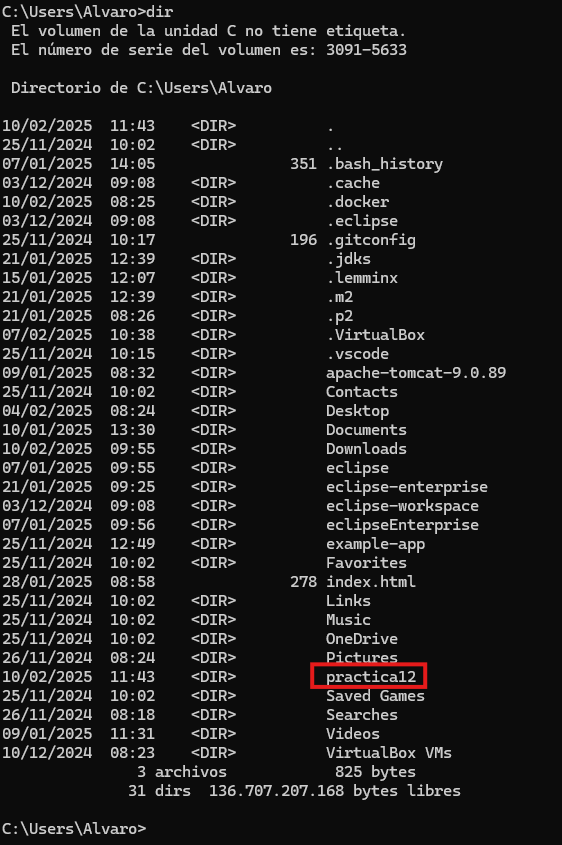 C:\Users\Alvaro>dir
 El volumen de la unidad C no tiene etiqueta.
 El número de serie del volumen es: 3091-5633

 Directorio de C:\Users\Alvaro

10/02/2025  11:43    <DIR>          .
25/11/2024  10:02    <DIR>          ..
07/01/2025  14:05               351 .bash_history
03/12/2024  09:08    <DIR>          .cache
10/02/2025  08:25    <DIR>          .docker
03/12/2024  09:08    <DIR>          .eclipse
25/11/2024  10:17               196 .gitconfig
21/01/2025  12:39    <DIR>          .jdks
15/01/2025  12:07    <DIR>          .lemminx
21/01/2025  12:39    <DIR>          .m2
21/01/2025  08:26    <DIR>          .p2
07/02/2025  10:38    <DIR>          .VirtualBox
25/11/2024  10:15    <DIR>          .vscode
09/01/2025  08:32    <DIR>          apache-tomcat-9.0.89
25/11/2024  10:02    <DIR>          Contacts
04/02/2025  08:24    <DIR>          Desktop
10/01/2025  13:30    <DIR>          Documents
10/02/2025  09:55    <DIR>          Downloads
07/01/2025  09:55    <DIR>          eclipse
21/01/2025  09:25    <DIR>          eclipse-enterprise
03/12/2024  09:08    <DIR>          eclipse-workspace
07/01/2025  09:56    <DIR>          eclipseEnterprise
25/11/2024  12:49    <DIR>          example-app
25/11/2024  10:02    <DIR>          Favorites
28/01/2025  08:58               278 index.html
25/11/2024  10:02    <DIR>          Links
25/11/2024  10:02    <DIR>          Music
25/11/2024  10:02    <DIR>          OneDrive
26/11/2024  08:24    <DIR>          Pictures
10/02/2025  11:43    <DIR>          practica12
25/11/2024  10:02    <DIR>          Saved Games
26/11/2024  08:18    <DIR>          Searches
09/01/2025  11:31    <DIR>          Videos
10/12/2024  08:23    <DIR>          VirtualBox VMs
               3 archivos            825 bytes
              31 dirs  136.707.207.168 bytes libres

C:\Users\Alvaro>